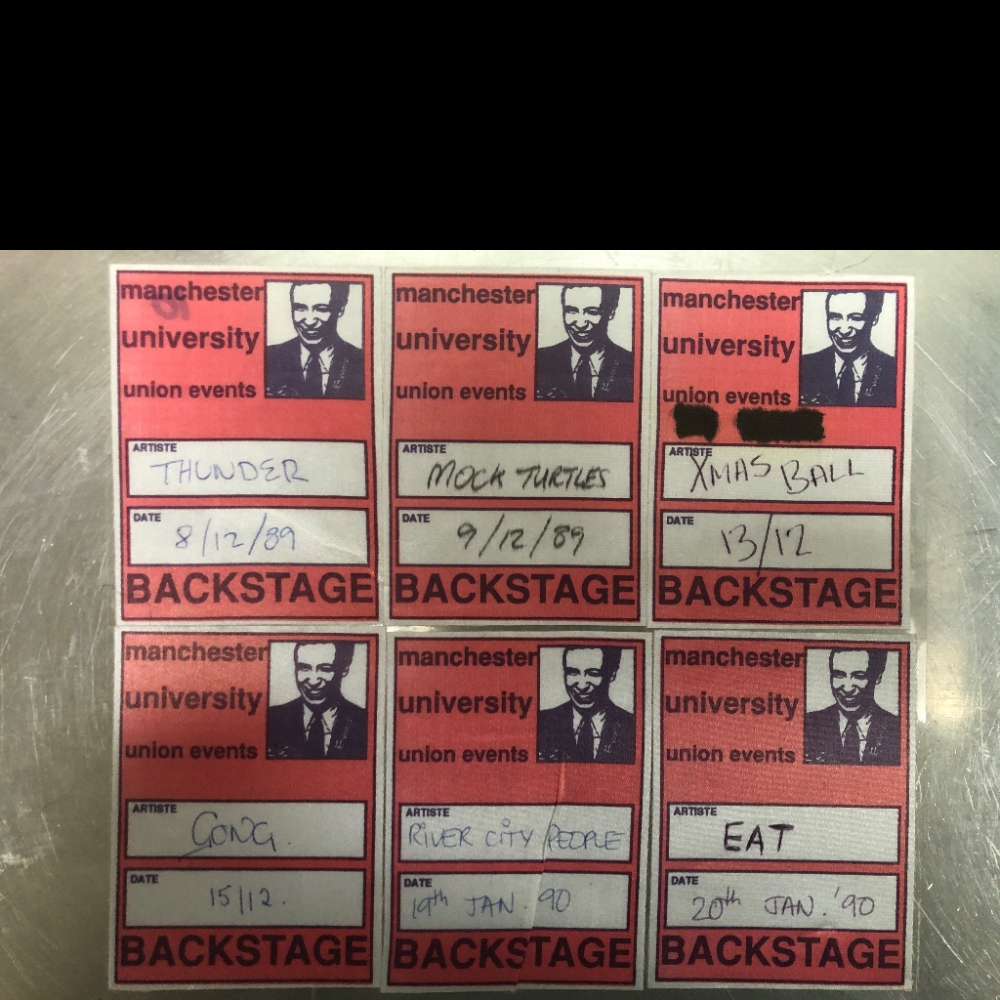 manchester
university
union events
ARTISTE
THUNDER
DATE
8/12/89
BACKSTAGE
manchester
university
union events
ARTISTE
MOCK TURTLES
DATE
9/12/89
BACKSTAGE
manchester
university
union events
ARTISTE
XMAS BALL
DATE
13/12
BACKSTAGE
manchester
university
union events
ARTISTE
GONG.
DATE
15/12.
BACKSTAGE
manchester
university
union events
ARTISTE
RIVER CITY PEOPLE
DATE
19th JAN. 90
BACKSTAGE
manchester
university
union events
ARTISTE
EAT
DATE
20th JAN. '90
BACKSTAGE